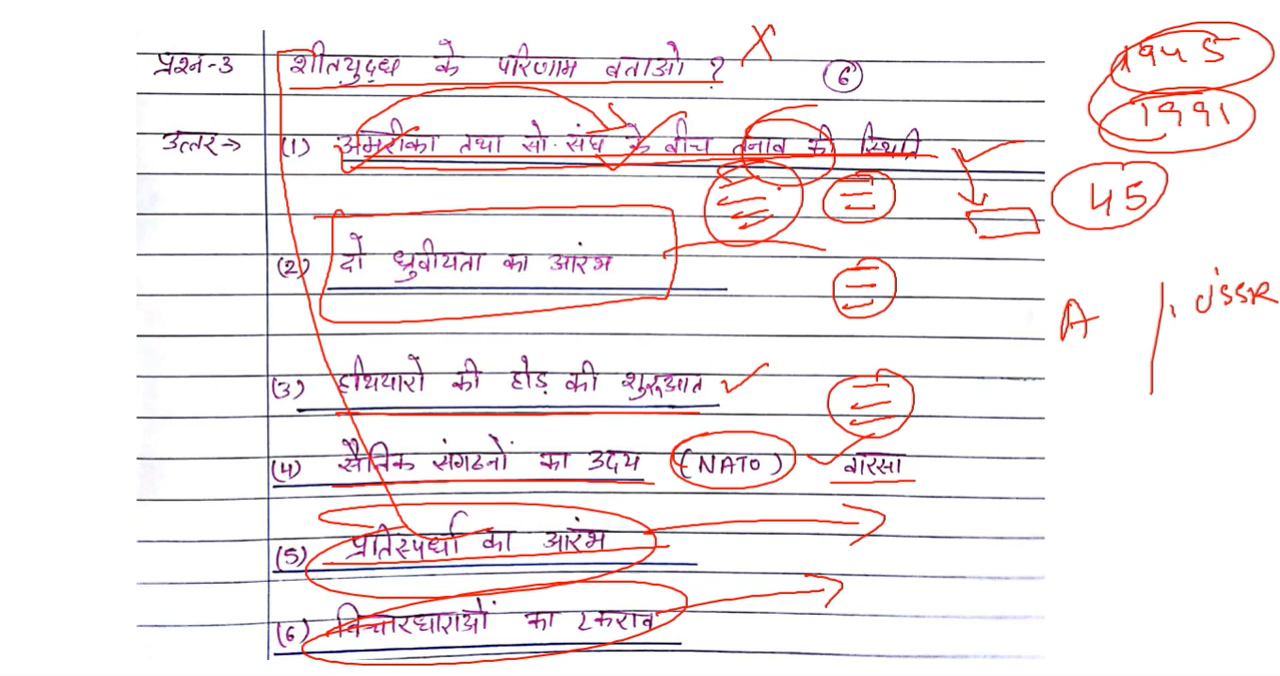 प्रश्न-3 शीतयुद्ध के परिणाम बताओ ? X (6) 1945
1991
उत्तर→ (1) अमरीका तथा सो. संघ के बीच तनाव की स्थिति
45
(2) दो ध्रुवीयता का आरंभ
A USSR
(3) हथियारों की होड़ की शुरूआत
(4) सैनिक संगठनों का उदय (NATO) वारसा
(5) प्रतिस्पर्धा का आरंभ
(6) विचारधाराओं का टकराव